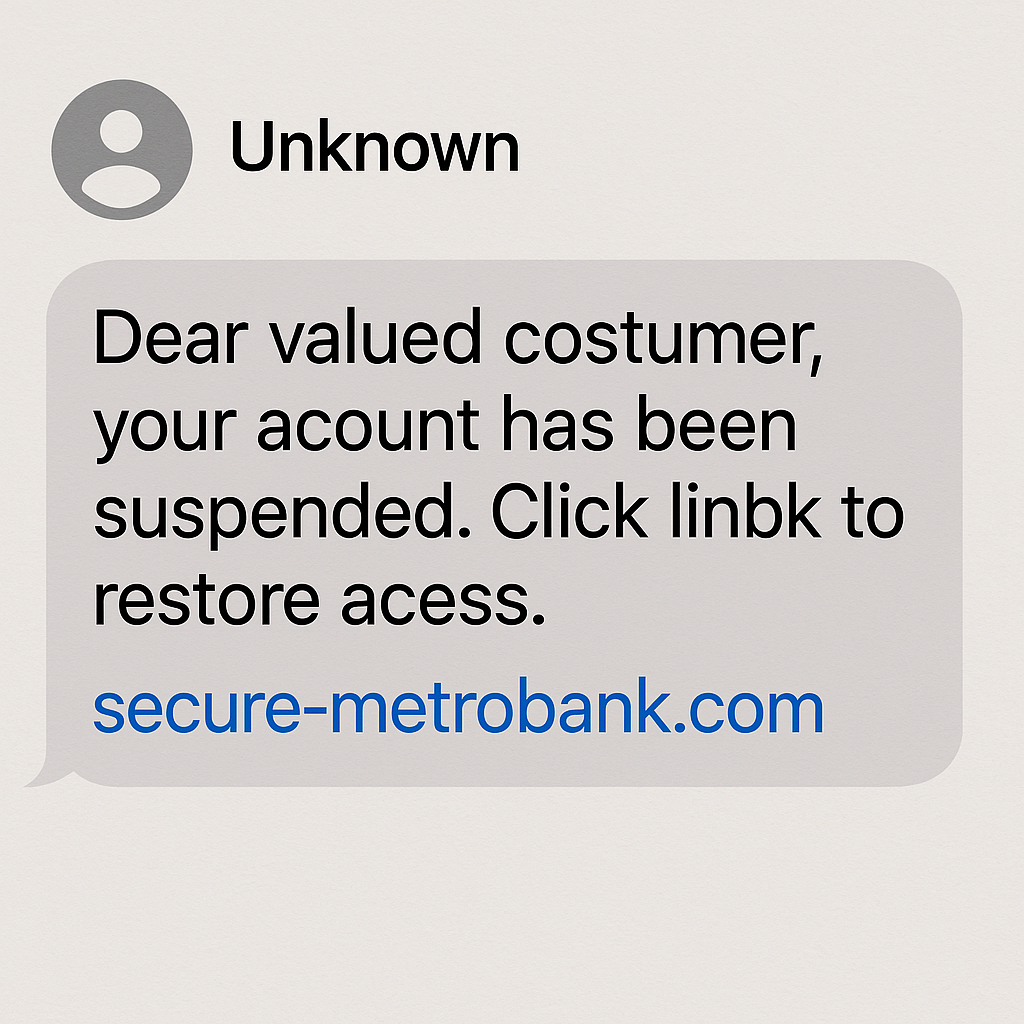 Unknown
Dear valued costumer,
your acount has been
suspended. Click linbk to
restore acess.
secure-metrobank.com